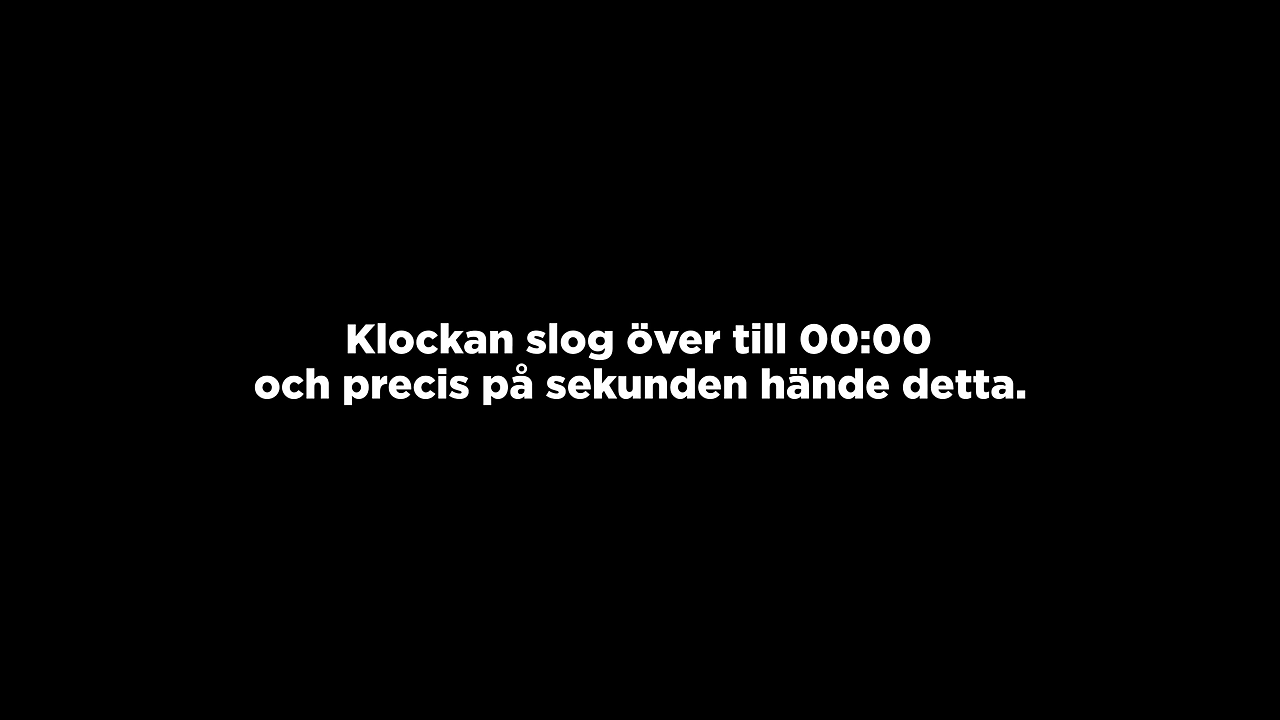 Klockan slog över till 00:00
och precis på sekunden hände detta.